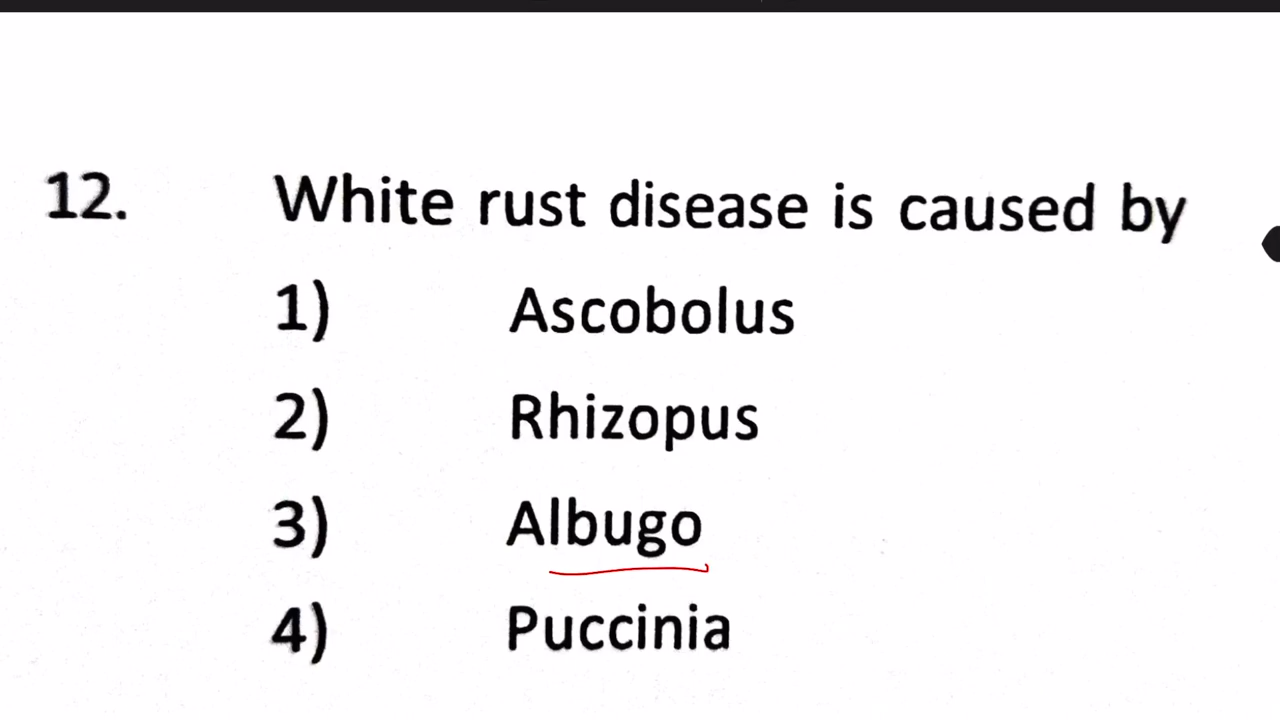 12. White rust disease is caused by
1) Ascobolus
2) Rhizopus
3) Albugo
4) Puccinia